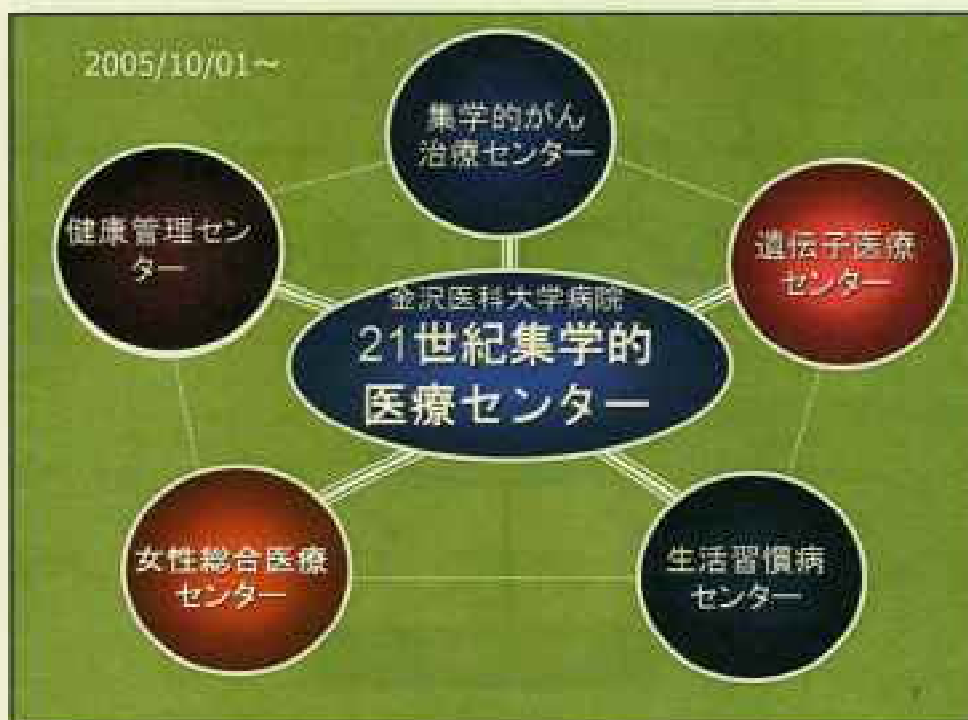 2005/10/01～
集学的がん
治療センター
健康管理セン
ター
遺伝子医療
センター
金沢医科大学病院
21世紀集学的
医療センター
女性総合医療
センター
生活習慣病
センター